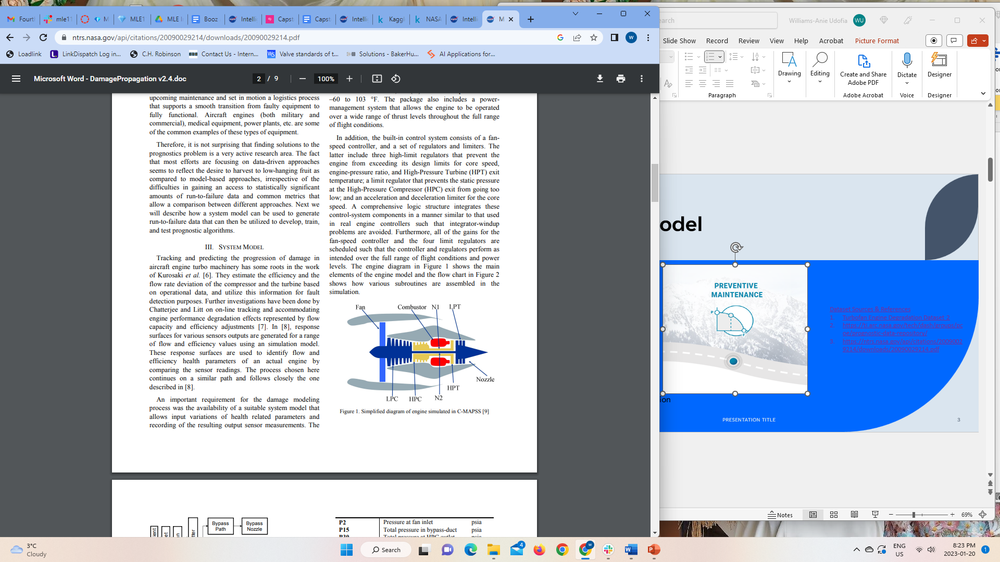 Fourtl
mle11
M
MLE1
MLE I
Booz
Intelli
Capst
Capst
Intelli
Kaggl
NASA
Intelli
M
ntrs.nasa.gov/api/citations/20090029214/downloads/20090029214.pdf
W
Loadlink
LinkDispatch Log in...
C.H. Robinson
Contact Us - Intern...
Valve standards of t...
Solutions - BakerHu...
AI Applications for...
Microsoft Word - DamagePropagation v2.4.doc
2 / 9
100%
upcoming maintenance and set in motion a logistics process
that supports a smooth transition from faulty equipment to
fully functional. Aircraft engines (both military and
commercial), medical equipment, power plants, etc. are some
of the common examples of these types of equipment.
Therefore, it is not surprising that finding solutions to the
prognostics problem is a very active research area. The fact
that most efforts are focusing on data-driven approaches
seems to reflect the desire to harvest to low-hanging fruit as
compared to model-based approaches, irrespective of the
difficulties in gaining an access to statistically significant
amounts of run-to-failure data and common metrics that
allow a comparison between different approaches. Next we
will describe how a system model can be used to generate
run-to-failure data that can then be utilized to develop, train,
and test prognostic algorithms.
III. SYSTEM MODEL
Tracking and predicting the progression of damage in
aircraft engine turbo machinery has some roots in the work
of Kurosaki et al. [6]. They estimate the efficiency and the
flow rate deviation of the compressor and the turbine based
on operational data, and utilize this information for fault
detection purposes. Further investigations have been done by
Chatterjee and Litt on on-line tracking and accommodating
engine performance degradation effects represented by flow
capacity and efficiency adjustments [7]. In [8], response
surfaces for various sensors outputs are generated for a range
of flow and efficiency values using an simulation model.
These response surfaces are used to identify flow and
efficiency health parameters of an actual engine by
comparing the sensor readings. The process chosen here
continues on a similar path and follows closely the one
described in [8].
An important requirement for the damage modeling
process was the availability of a suitable system model that
allows input variations of health related parameters and
recording of the resulting output sensor measurements. The
–60 to 103 °F. The package also includes a power-
management system that allows the engine to be operated
over a wide range of thrust levels throughout the full range
of flight conditions.
In addition, the built-in control system consists of a fan-
speed controller, and a set of regulators and limiters. The
latter include three high-limit regulators that prevent the
engine from exceeding its design limits for core speed,
engine-pressure ratio, and High-Pressure Turbine (HPT) exit
temperature; a limit regulator that prevents the static pressure
at the High-Pressure Compressor (HPC) exit from going too
low; and an acceleration and deceleration limiter for the core
speed. A comprehensive logic structure integrates these
control-system components in a manner similar to that used
in real engine controllers such that integrator-windup
problems are avoided. Furthermore, all of the gains for the
fan-speed controller and the four limit regulators are
scheduled such that the controller and regulators perform as
intended over the full range of flight conditions and power
levels. The engine diagram in Figure 1 shows the main
elements of the engine model and the flow chart in Figure 2
shows how various subroutines are assembled in the
simulation.
Fan
Combustor
N1
LPT
Nozzle
HPT
LPC
HPC
N2
Figure 1. Simplified diagram of engine simulated in C-MAPSS [9]
Bypass
Path
Bypass
Nozzle
P2 Pressure at fan inlet psia
P15 Total pressure in bypass-duct psia
P30 Total pressure at HPC outlet psia
earch
Williams-Anie Udofia
WU
Slide Show
Record
Review
View
Help
Acrobat
Picture Format
Drawing
Editing
Create and Share
Adobe PDF
Dictate
Designer
Paragraph
Adobe Acrobat
Voice
Designer
odel
PREVENTIVE
MAINTENANCE
P
F
Dataset Sources & References
1 Turbofan Engine Degradation Dataset 2
ion
PRESENTATION TITLE
3
Notes
69%
3°C
Cloudy
Search
4
W
ENG
US
8:23 PM
2023-01-20
1